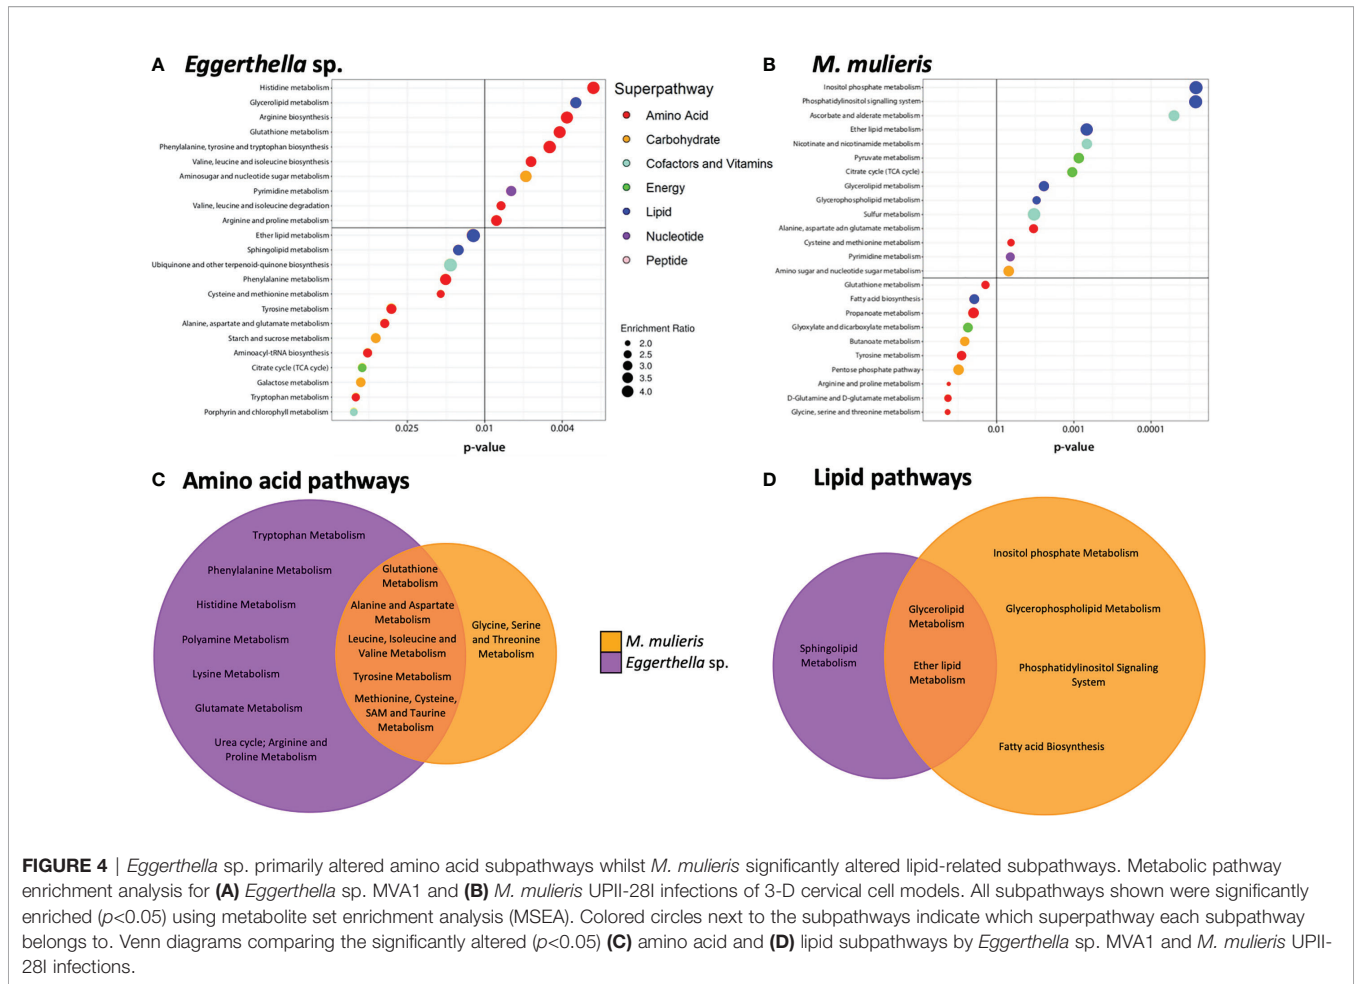 A Eggerthella sp.
Histidine metabolism
Glycerolipid metabolism
Arginine biosynthesis
Glutathione metabolism
Phenylalanine, tyrosine and tryptophan biosynthesis
Valine, leucine and isoleucine biosynthesis
Aminosugar and nucleotide sugar metabolism
Pyrimidine metabolism
Valine, leucine and isoleucine degradation
Arginine and proline metabolism
Ether lipid metabolism
Sphingolipid metabolism
Ubiquinone and other terpenoid-quinone biosynthesis
Phenylalanine metabolism
Cysteine and methionine metabolism
Tyrosine metabolism
Alanine, aspartate and glutamate metabolism
Starch and sucrose metabolism
Aminoacyl-tRNA biosynthesis
Citrate cycle (TCA cycle)
Galactose metabolism
Tryptophan metabolism
Porphyrin and chlorophyll metabolism
0.025 0.01 0.004
p-value
Superpathway
Amino Acid
Carbohydrate
Cofactors and Vitamins
Energy
Lipid
Nucleotide
Peptide
Enrichment Ratio
2.0
2.5
3.0
3.5
4.0
B M. mulieris
Inositol phosphate metabolism
Phosphatidylinositol signalling system
Ascorbate and alderate metabolism
Ether lipid metabolism
Nicotinate and nicotinamide metabolism
Pyruvate metabolism
Citrate cycle (TCA cycle)
Glycerolipid metabolism
Glycerophospholipid metabolism
Sulfur metabolism
Alanine, aspartate adn glutamate metabolism
Cysteine and methionine metabolism
Pyrimidine metabolism
Amino sugar and nucleotide sugar metabolism
Glutathione metabolism
Fatty acid biosynthesis
Propanoate metabolism
Glyoxylate and dicarboxylate metabolism
Butanoate metabolism
Tyrosine metabolism
Pentose phosphate pathway
Arginine and proline metabolism
D-Glutamine and D-glutamate metabolism
Glycine, serine and threonine metabolism
0.01 0.001 0.0001
p-value
C Amino acid pathways
Tryptophan Metabolism
Phenylalanine Metabolism
Histidine Metabolism
Polyamine Metabolism
Lysine Metabolism
Glutamate Metabolism
Urea cycle; Arginine and
Proline Metabolism
Glutathione
Metabolism
Alanine and Aspartate
Metabolism
Leucine, Isoleucine and
Valine Metabolism
Tyrosine Metabolism
Methionine, Cysteine,
SAM and Taurine
Metabolism
Glycine, Serine
and Threonine
Metabolism
M. mulieris
Eggerthella sp.
D Lipid pathways
Sphingolipid
Metabolism
Glycerolipid
Metabolism
Ether lipid
Metabolism
Inositol phosphate Metabolism
Glycerophospholipid Metabolism
Phosphatidylinositol Signaling
System
Fatty acid Biosynthesis
FIGURE 4 | Eggerthella sp. primarily altered amino acid subpathways whilst M. mulieris significantly altered lipid-related subpathways. Metabolic pathway
enrichment analysis for (A) Eggerthella sp. MVA1 and (B) M. mulieris UPII-28I infections of 3-D cervical cell models. All subpathways shown were significantly
enriched (p<0.05) using metabolite set enrichment analysis (MSEA). Colored circles next to the subpathways indicate which superpathway each subpathway
belongs to. Venn diagrams comparing the significantly altered (p<0.05) (C) amino acid and (D) lipid subpathways by Eggerthella sp. MVA1 and M. mulieris UPII-
28I infections.